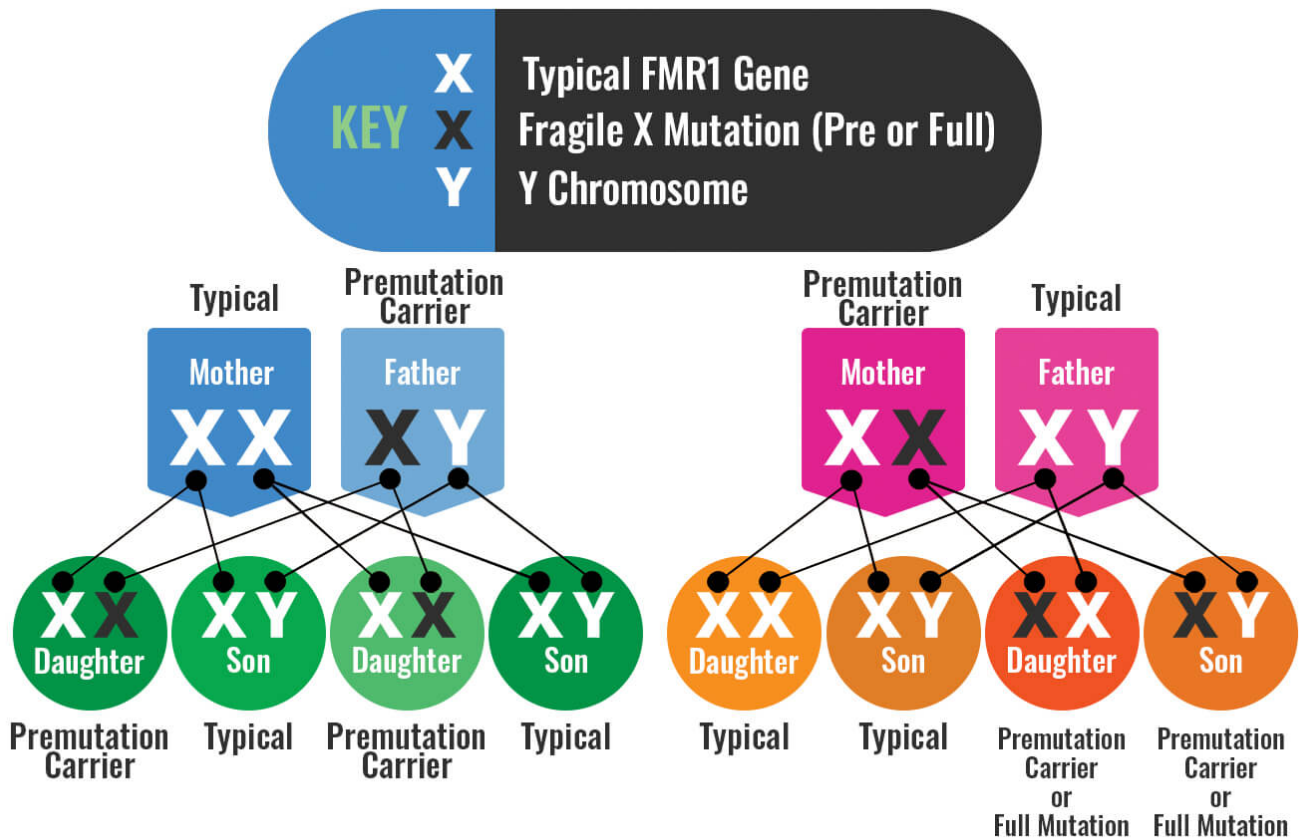 KEY
X Typical FMR1 Gene
X Fragile X Mutation (Pre or Full)
Y Y Chromosome
Typical
Premutation
Carrier
Mother
XX
Father
XY
Daughter
XX
Premutation
Carrier
Son
XY
Typical
Daughter
XX
Premutation
Carrier
Son
XY
Typical
Premutation
Carrier
Typical
Mother
XX
Father
XY
XX
Daughter
Typical
XY
Son
Typical
XX
Daughter
Premutation
Carrier
or
Full Mutation
XY
Son
Premutation
Carrier
or
Full Mutation